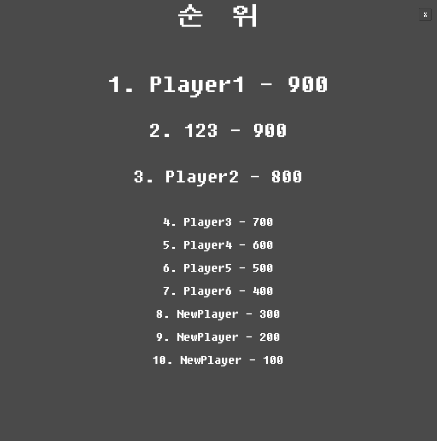 순 위
x
1. Player1 - 900
2. 123 - 900
3. Player2 - 800
4. Player3 - 700
5. Player4 - 600
6. Player5 - 500
7. Player6 - 400
8. NewPlayer - 300
9. NewPlayer - 200
10. NewPlayer - 100